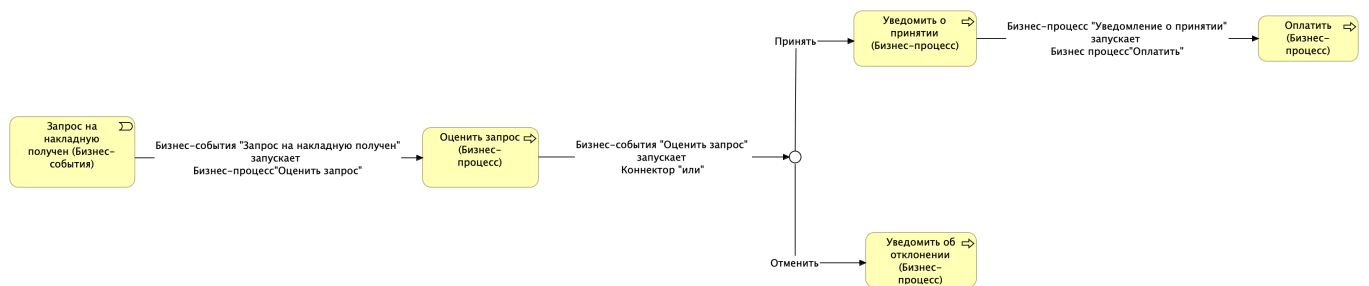 Запрос на
накладную
получен (Бизнес-
события)
Бизнес-события "Запрос на накладную получен"
запускает
Бизнес-процесс"Оценить запрос"
Оценить запрос
(Бизнес-
процесс)
Бизнес-события "Оценить запрос"
запускает
Коннектор "или"
Принять
Уведомить о
принятии
(Бизнес-процесс)
Бизнес-процесс "Уведомление о принятии"
запускает
Бизнес процесс"Оплатить"
Оплатить
(Бизнес-
процесс)
Отменить
Уведомить об
отклонении
(Бизнес-
процесс)